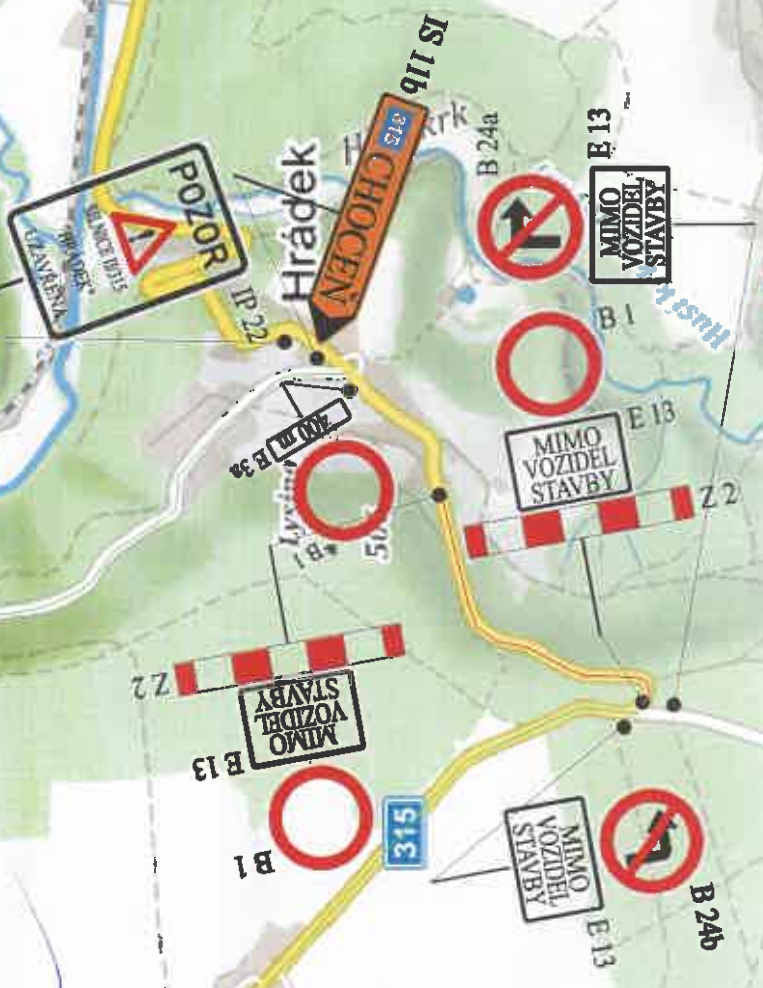 IS 11b
315 CHOCEŇ
Hrádek
POZOR
SILNICE II/315
"HRÁDEK"
UZAVŘENA
IP 22
B 24a
E 13
MIMO
VOZIDEL
STAVBY
B 1
E 13
MIMO
VOZIDEL
STAVBY
Z 2
400 m
E 3a
B1
Z 2
MIMO
VOZIDEL
STAVBY
E 13
B 1
315
MIMO
VOZIDEL
STAVBY
E 13
B 24b